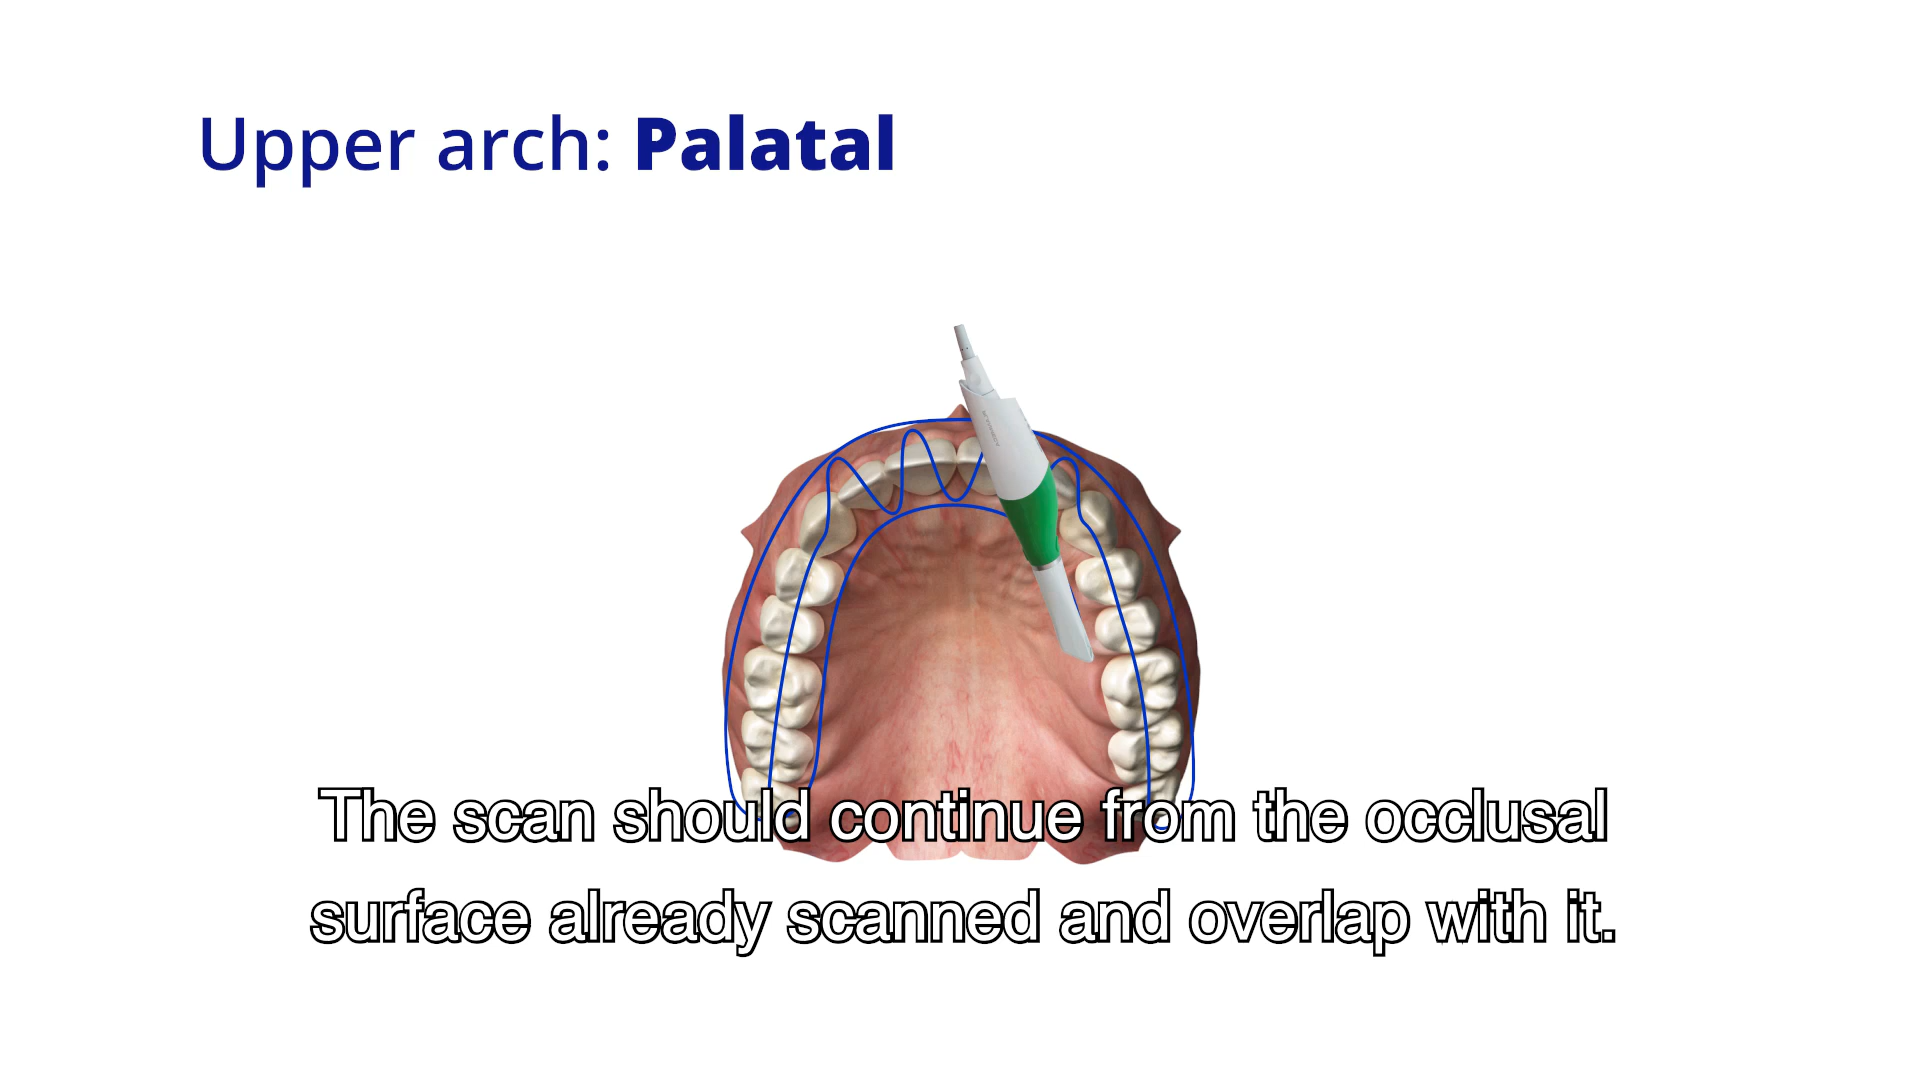 Upper arch: Palatal
The scan should continue from the occlusal
surface already scanned and overlap with it.